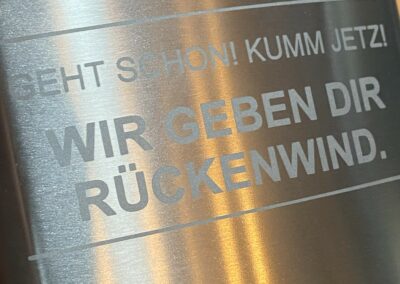 GEHT SCHON! KUMM JETZ!
WIR GEBEN DIR
RÜCKENWIND.